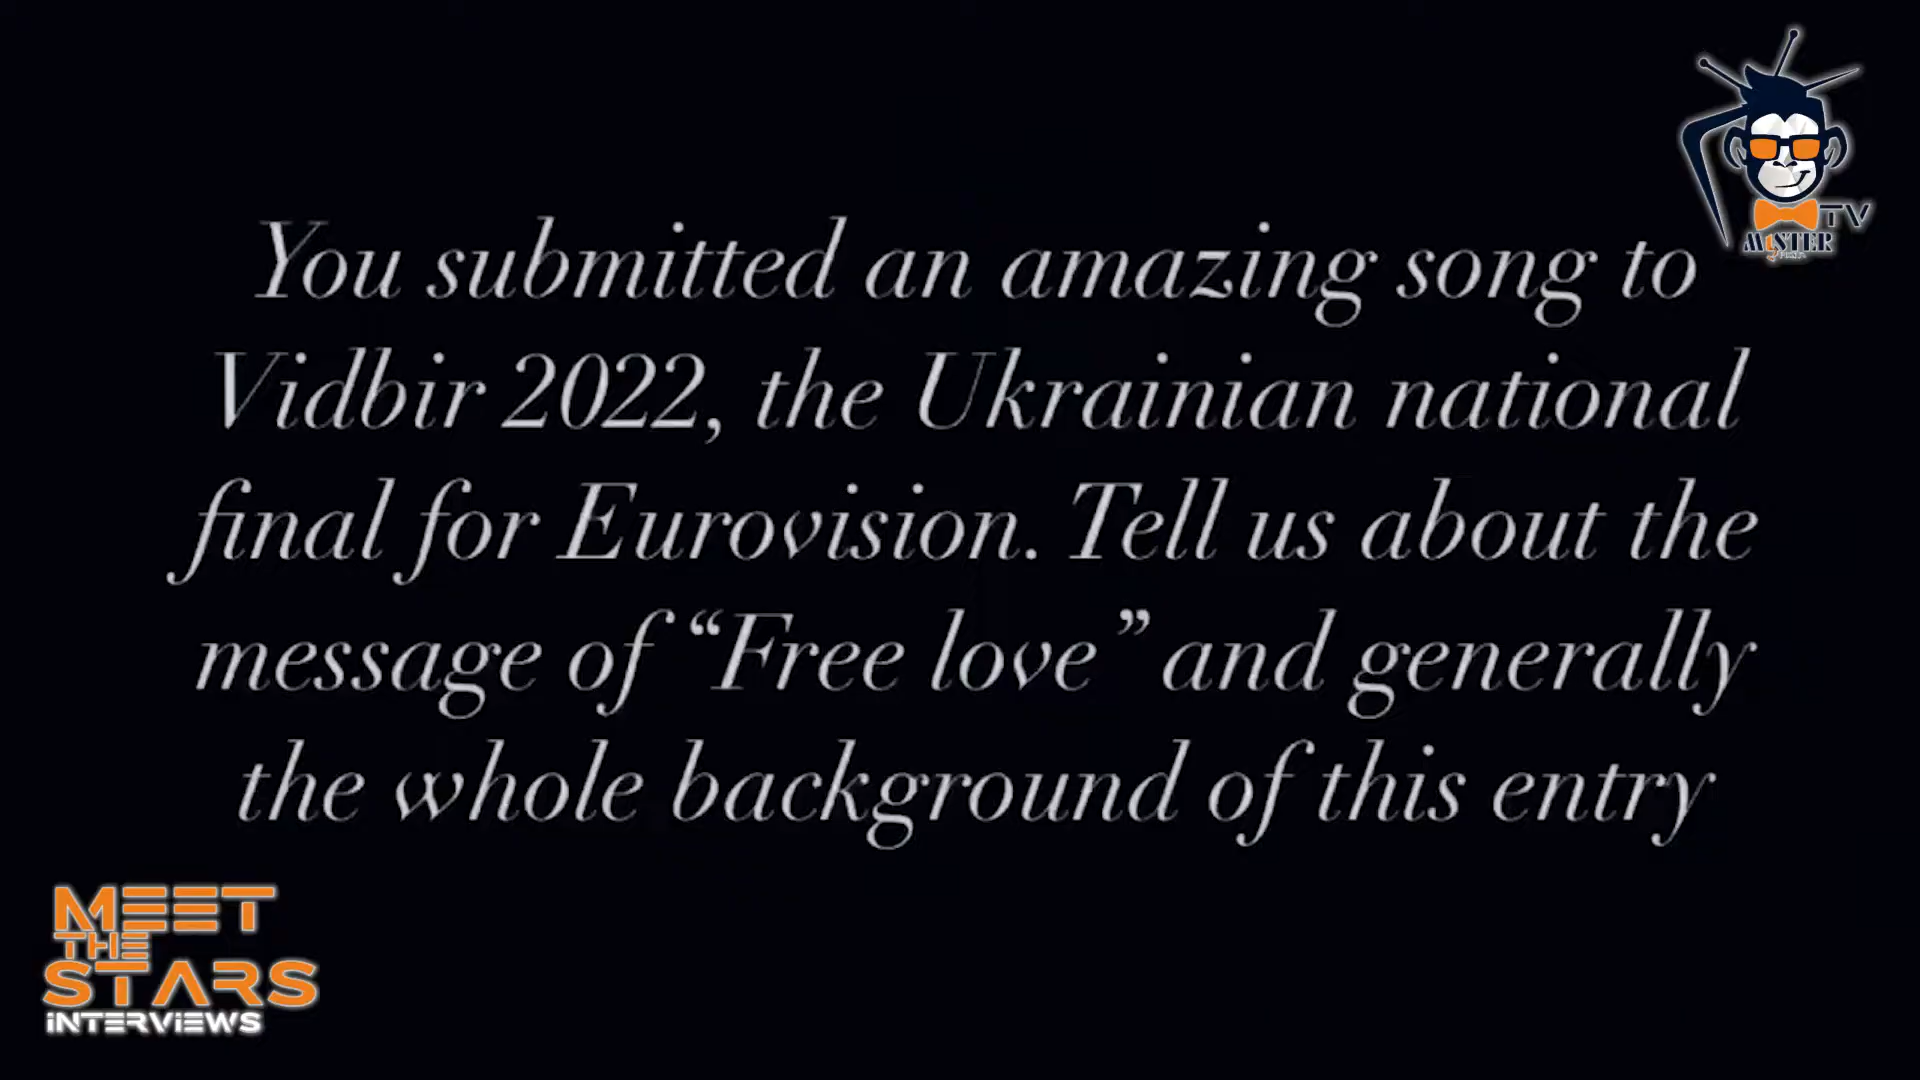 You submitted an amazing song to
Vidbir 2022, the Ukrainian national
final for Eurovision. Tell us about the
message of “Free love” and generally
the whole background of this entry
TV
MISTER
MEET
THE
STARS
INTERVIEWS